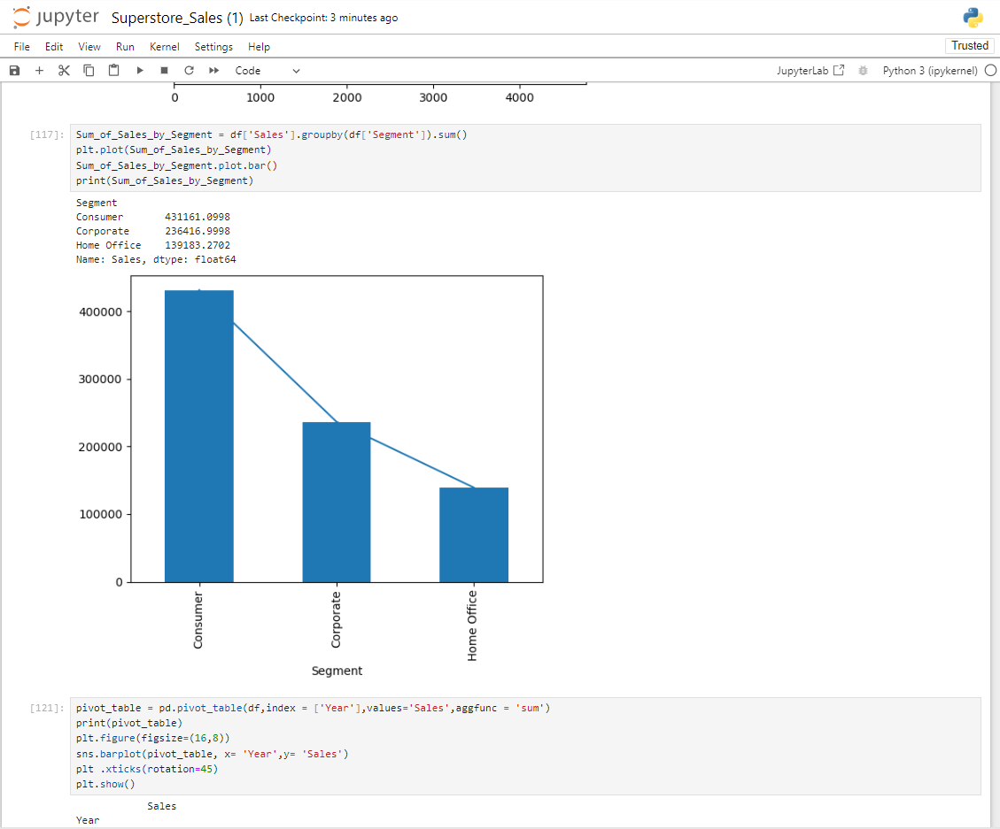 jupyter Superstore_Sales (1) Last Checkpoint: 3 minutes ago
File Edit View Run Kernel Settings Help Trusted
Code JupyterLab Python 3 (ipykernel)
0 1000 2000 3000 4000
[117]: Sum_of_Sales_by_Segment = df['Sales'].groupby(df['Segment']).sum()
plt.plot(Sum_of_Sales_by_Segment)
Sum_of_Sales_by_Segment.plot.bar()
print(Sum_of_Sales_by_Segment)
Segment
Consumer 431161.0998
Corporate 236416.9998
Home Office 139183.2702
Name: Sales, dtype: float64
400000
300000
200000
100000
0
Consumer Corporate Home Office
Segment
[121]: pivot_table = pd.pivot_table(df,index = ['Year'],values='Sales',aggfunc = 'sum')
print(pivot_table)
plt.figure(figsize=(16,8))
sns.barplot(pivot_table, x= 'Year',y= 'Sales')
plt .xticks(rotation=45)
plt.show()
Sales
Year